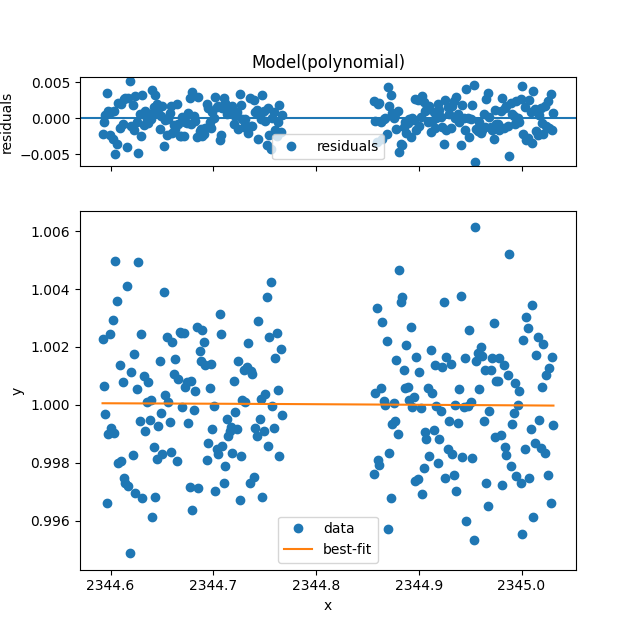 Model(polynomial)
0.005
0.000
−0.005
residuals
residuals
1.006
1.004
1.002
1.000
0.998
0.996
y
data
best-fit
2344.6 2344.7 2344.8 2344.9 2345.0
x